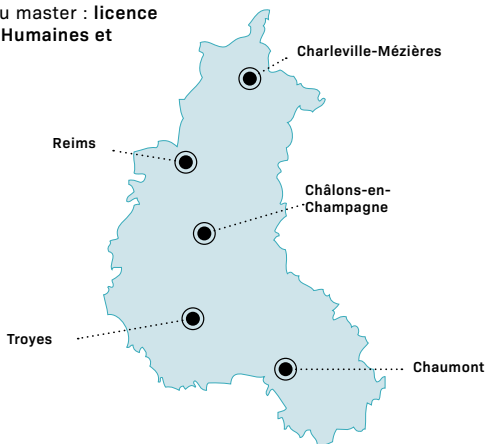 u master : licence
Humaines et
Charleville-Mézières
Reims
Châlons-en-
Champagne
Troyes
Chaumont